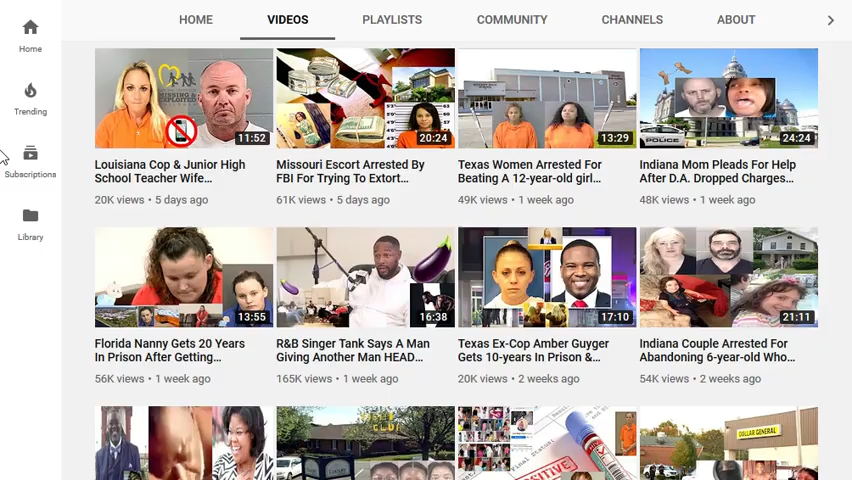 HOME VIDEOS PLAYLISTS COMMUNITY CHANNELS ABOUT
Home
Trending
Subscriptions
Library
MISSING &
EXPLOITED
11:52
20:24
13:29
POLICE
24:24
Louisiana Cop & Junior High
School Teacher Wife...
20K views • 5 days ago
Missouri Escort Arrested By
FBI For Trying To Extort...
61K views • 5 days ago
Texas Women Arrested For
Beating A 12-year-old girl...
49K views • 1 week ago
Indiana Mom Pleads For Help
After D.A. Dropped Charges...
48K views • 1 week ago
13:55
16:38
17:10
21:11
Florida Nanny Gets 20 Years
In Prison After Getting...
56K views • 1 week ago
R&B Singer Tank Says A Man
Giving Another Man HEAD...
165K views • 1 week ago
Texas Ex-Cop Amber Guyger
Gets 10-years In Prison &...
20K views • 2 weeks ago
Indiana Couple Arrested For
Abandoning 6-year-old Who...
54K views • 2 weeks ago
Final Status:
POSITIVE
DOLLAR GENERAL